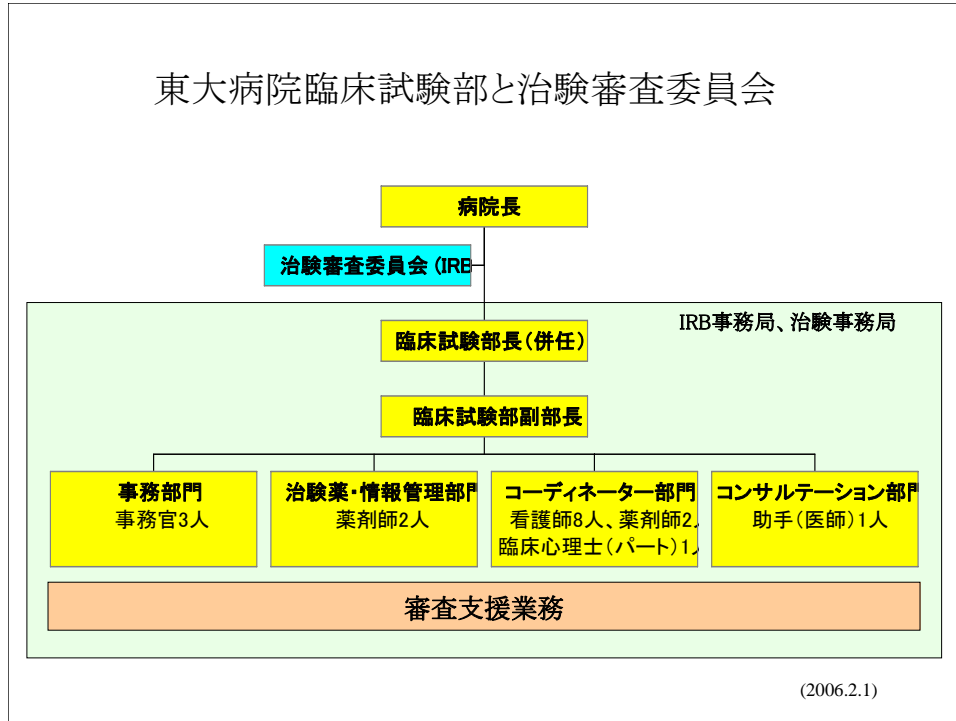 東大病院臨床試験部と治験審査委員会
病院長
治験審査委員会（IRB
IRB事務局、治験事務局
臨床試験部長（併任）
臨床試験部副部長
事務部門
事務官3人
治験薬・情報管理部門
薬剤師2人
コーディネーター部門
看護師8人、薬剤師2人
臨床心理士（パート）1人
コンサルテーション部門
助手（医師）1人
審査支援業務
(2006.2.1)